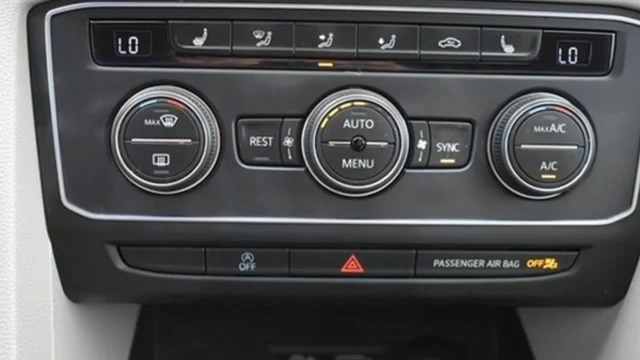 LO LO
MAX AUTO MAX A/C
REST SYNC
MENU A/C
OFF PASSENGER AIR BAG OFF